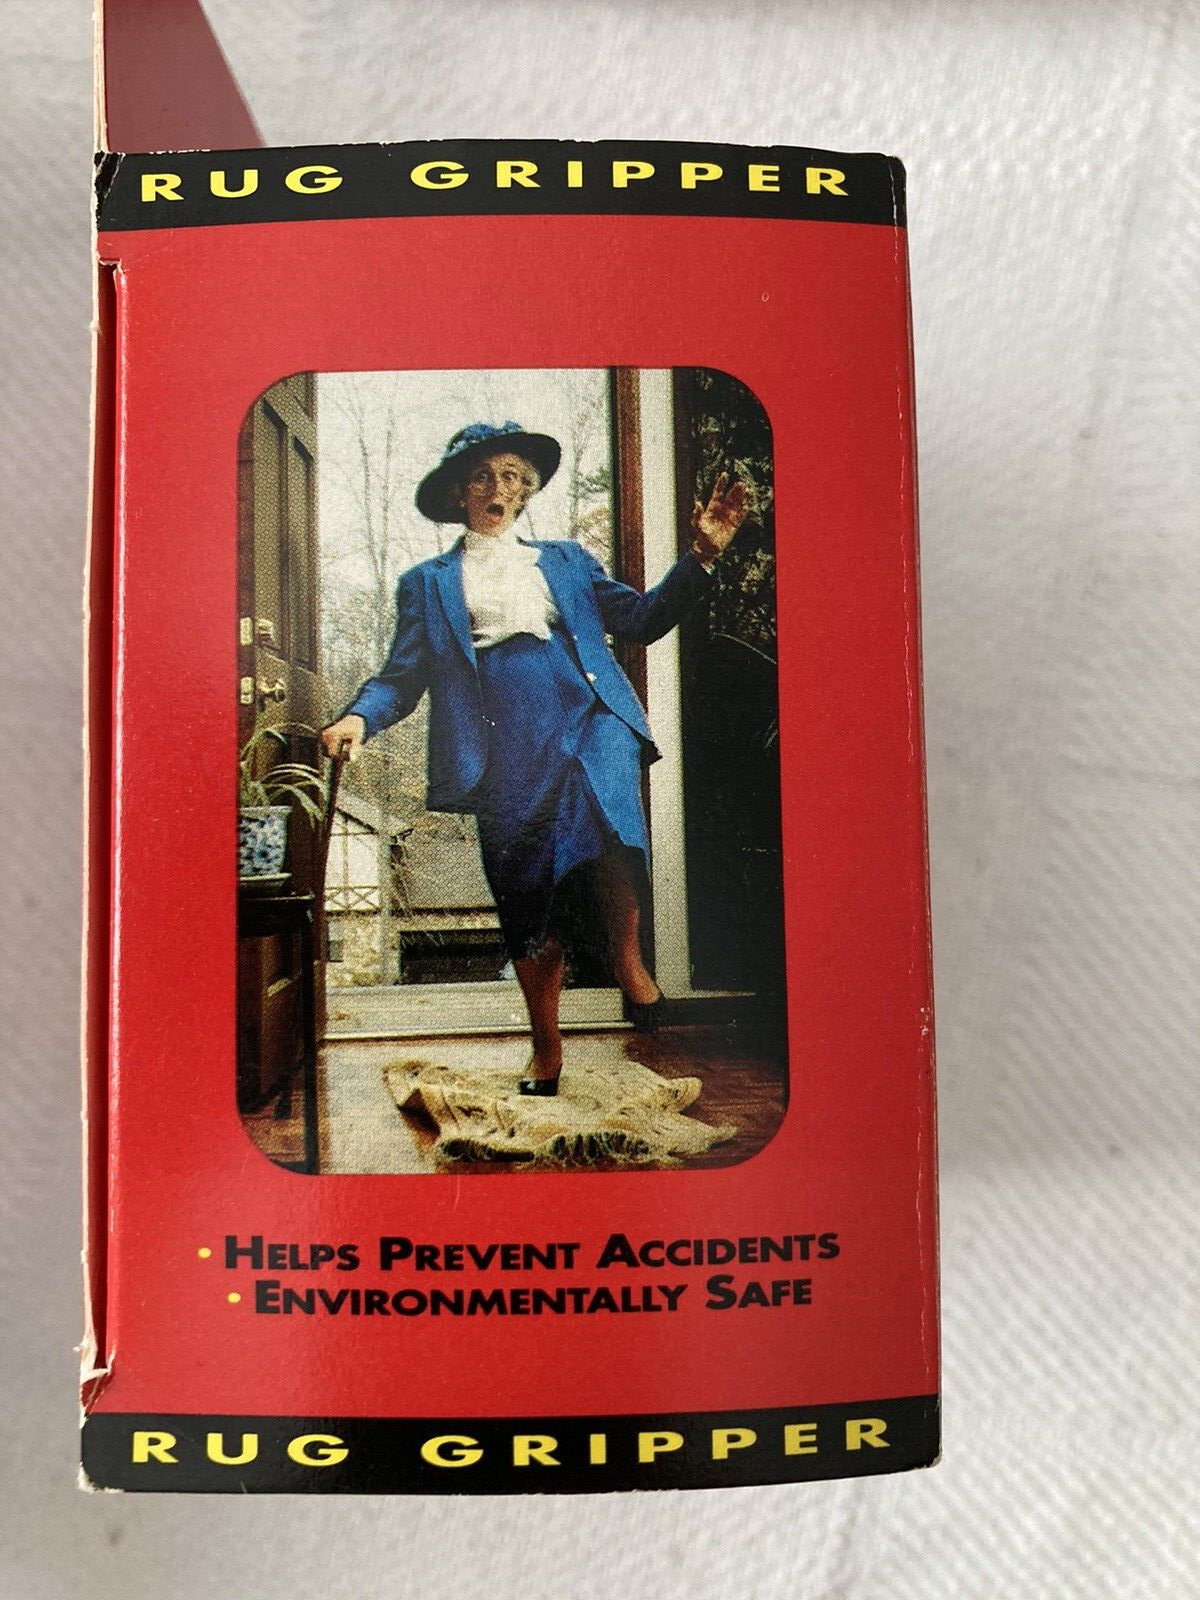 RUG GRIPPER
• HELPS PREVENT ACCIDENTS
• ENVIRONMENTALLY SAFE
RUG GRIPPER